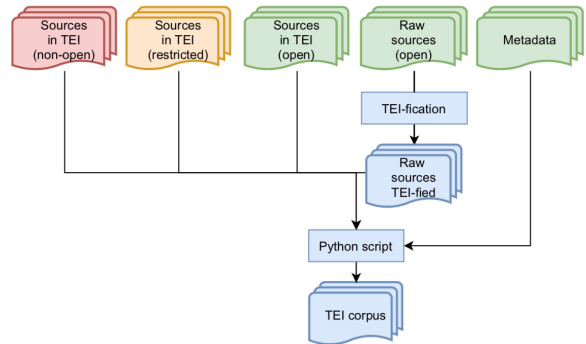 Sources
in TEI
(non-open)
Sources
in TEI
(restricted)
Sources
in TEI
(open)
Raw
sources
(open)
Metadata
TEI-fication
Raw
sources
TEI-fied
Python script
TEI corpus